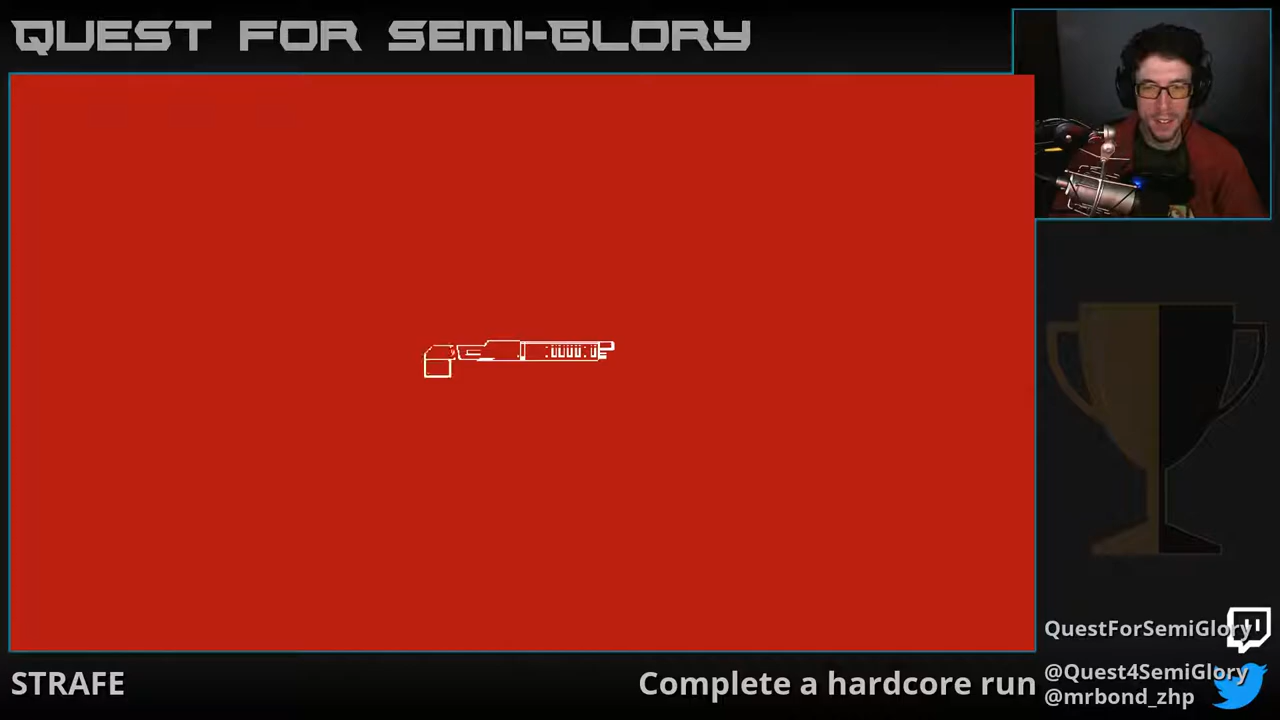 QUEST FOR SEMI-GLORY
QuestForSemiGlory
@Quest4SemiGlory
@mrbond_zhp
STRAFE
Complete a hardcore run